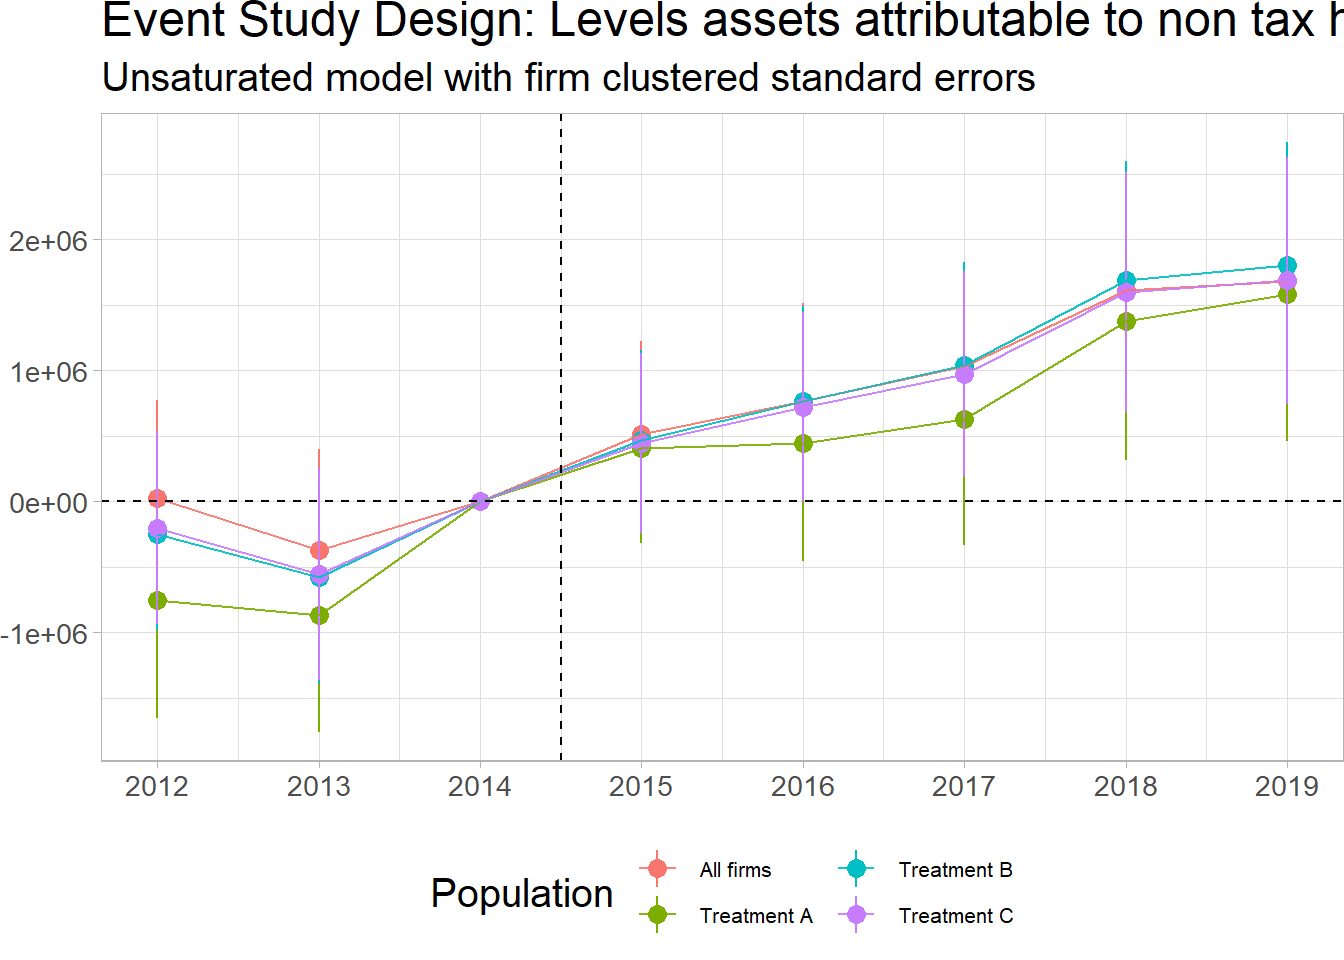 Event Study Design: Levels assets attributable to non tax
Unsaturated model with firm clustered standard errors
2e+06
1e+06
0e+00
-1e+06
2012 2013 2014 2015 2016 2017 2018 2019
Population
All firms
Treatment A
Treatment B
Treatment C